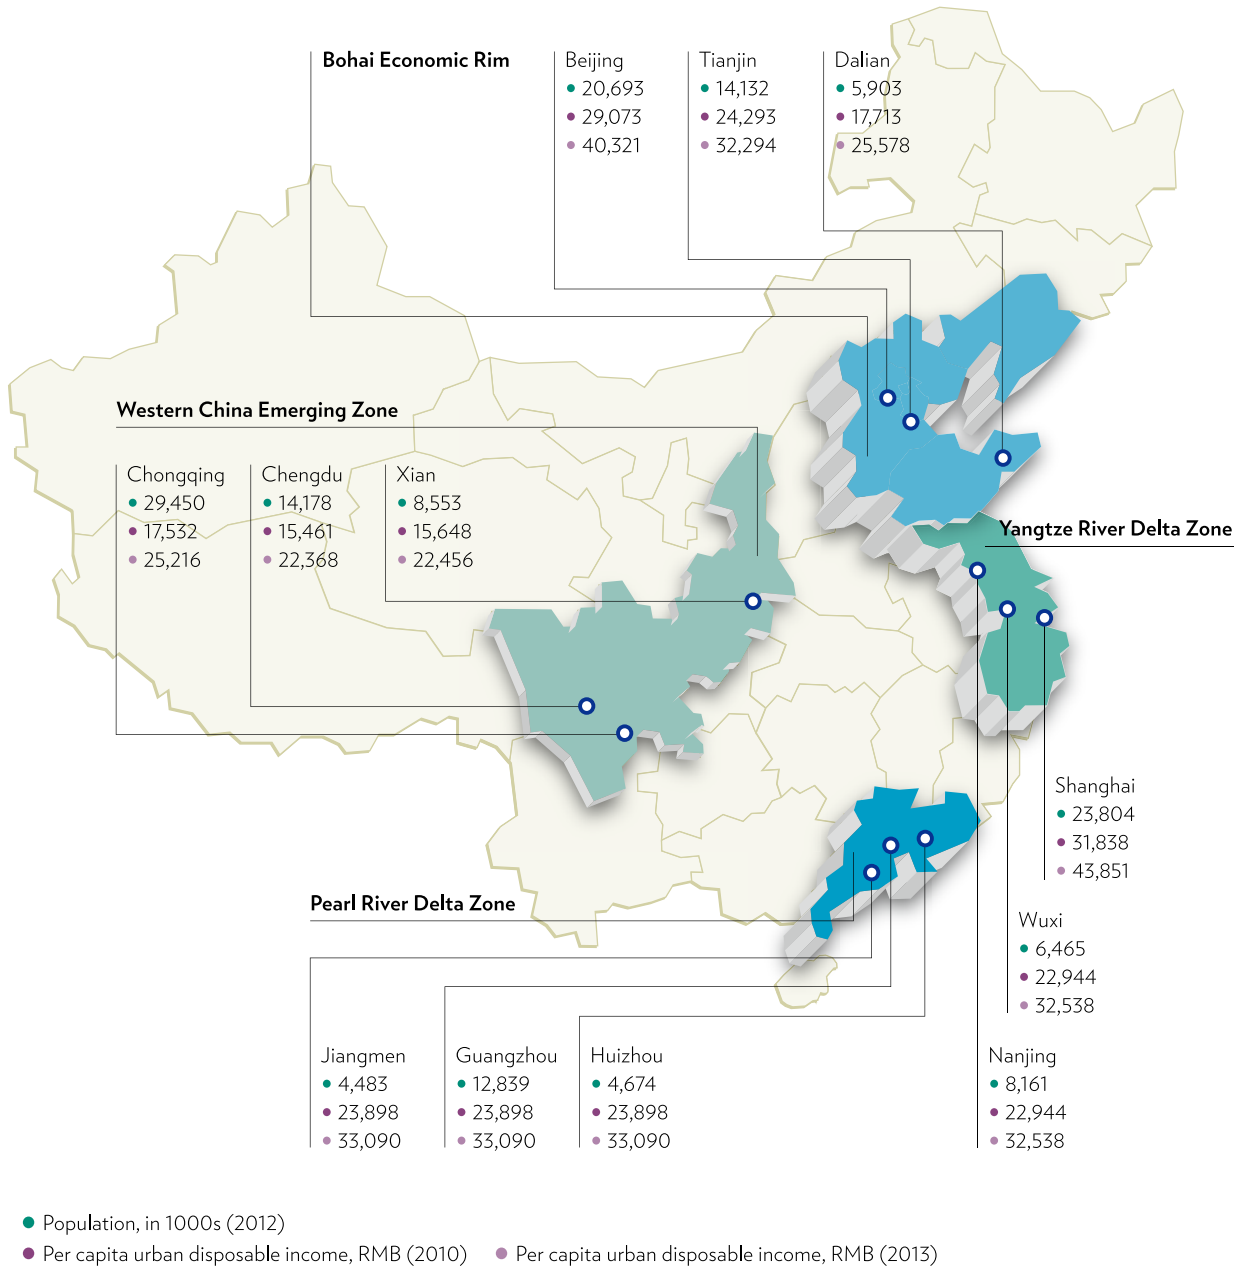 Bohai Economic Rim
Beijing
20,693
29,073
40,321
Tianjin
14,132
24,293
32,294
Dalian
5,903
17,713
25,578
Western China Emerging Zone
Chongqing
29,450
17,532
25,216
Chengdu
14,178
15,461
22,368
Xian
8,553
15,648
22,456
Yangtze River Delta Zone
Shanghai
23,804
31,838
43,851
Wuxi
6,465
22,944
32,538
Nanjing
8,161
22,944
32,538
Pearl River Delta Zone
Jiangmen
4,483
23,898
33,090
Guangzhou
12,839
23,898
33,090
Huizhou
4,674
23,898
33,090
Population, in 1000s (2012)
Per capita urban disposable income, RMB (2010)
Per capita urban disposable income, RMB (2013)